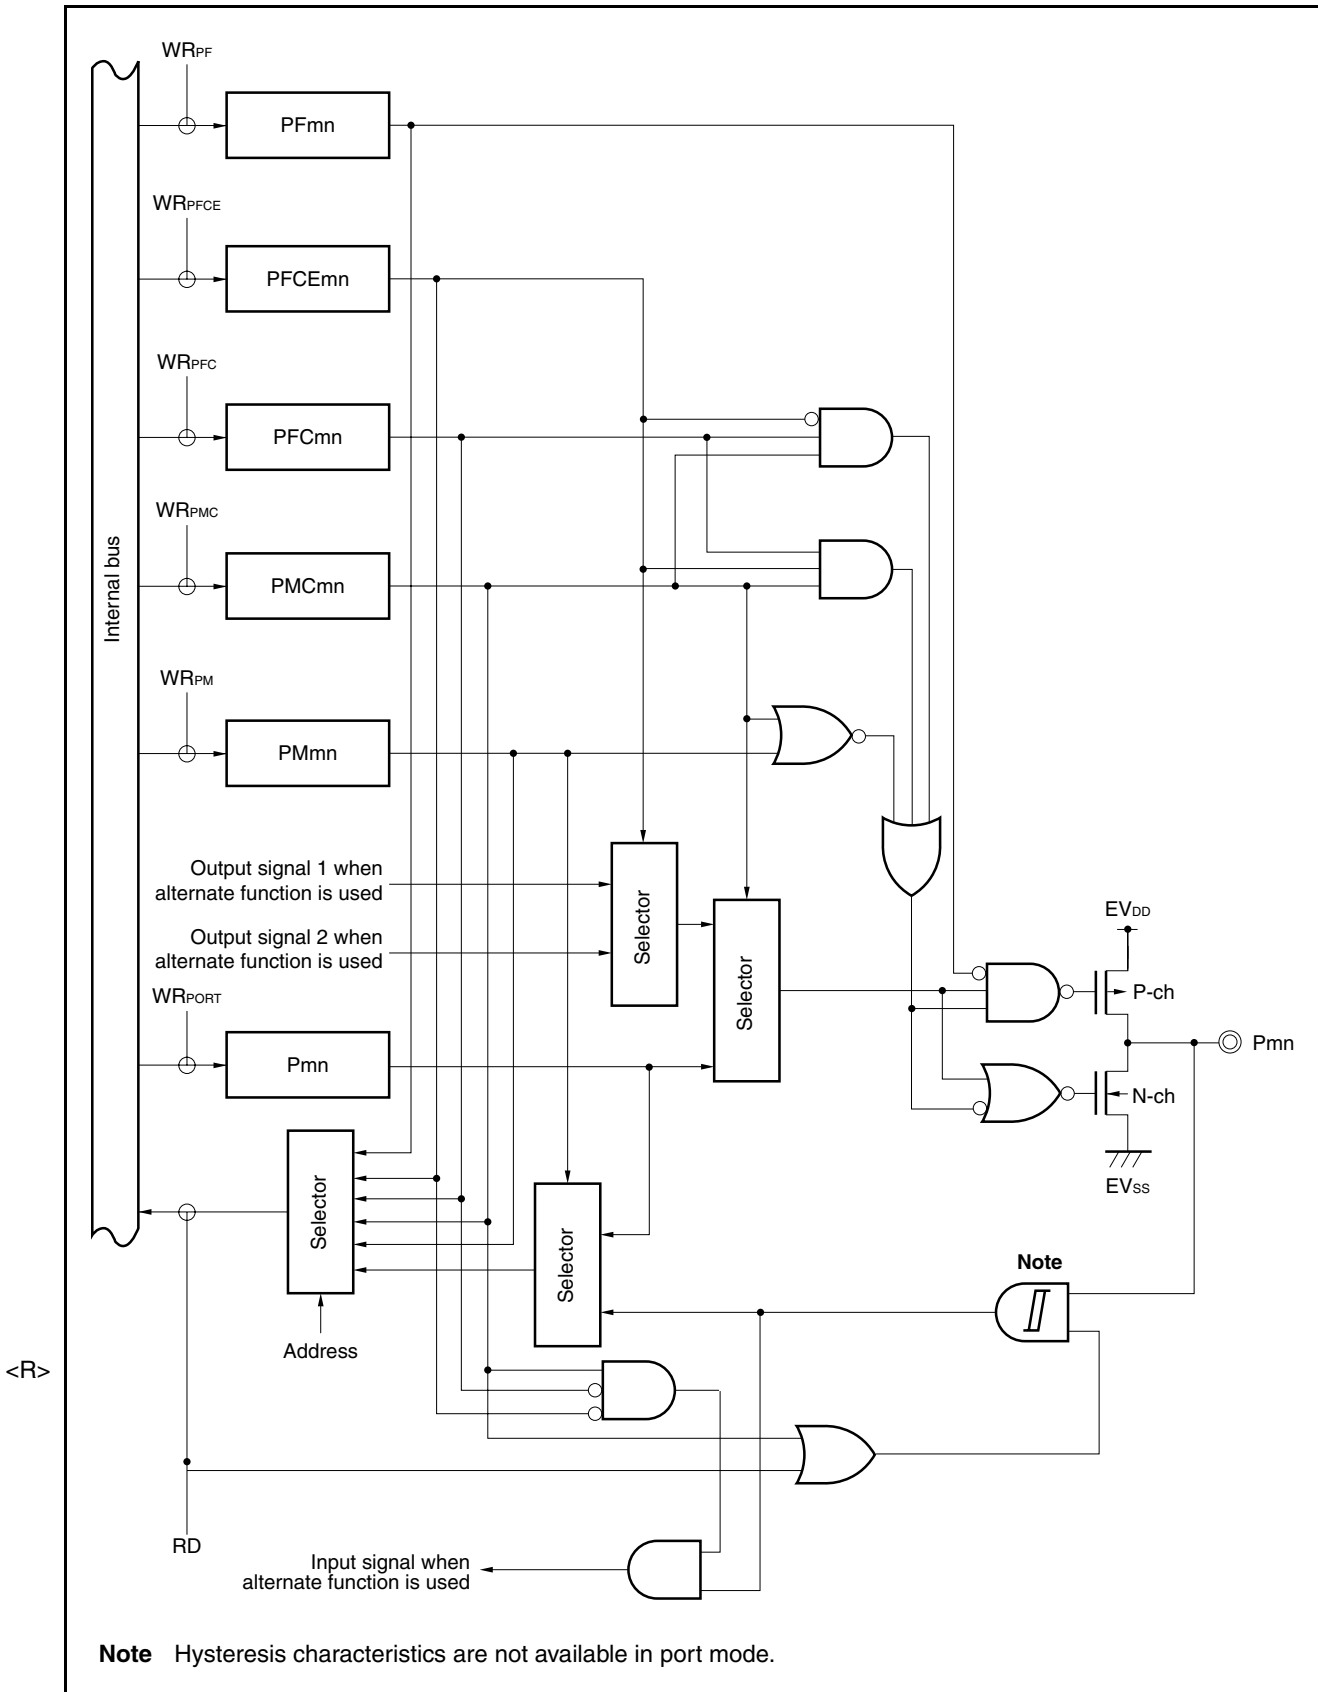 WRPF
PFmn
WRPFCE
PFCEmn
WRPFC
PFCmn
WRPMC
Internal bus
PMCmn
WRPM
PMmn
Output signal 1 when
alternate function is used
Selector
Output signal 2 when
alternate function is used
Selector
EVDD
P-ch
WRPORT
Pmn
Pmn
N-ch
EVSS
Selector
Selector
Note
Address
<R>
RD
Input signal when
alternate function is used
Note Hysteresis characteristics are not available in port mode.